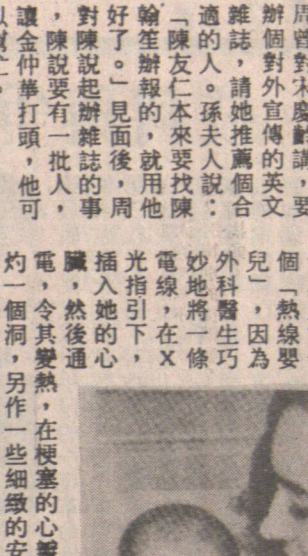 周曾對宋慶齡講，要
辦個對外宣傳的英文
雜誌，請她推薦個合
適的人。孫夫人說：
「陳友仁本來要找陳
翰笙辦報的，就用他
好了。」見面後，周
對陳說起辦雜誌的事
，陳說要有一批人，
讓金仲華打頭，他可
以幫忙。
個「熱線嬰
兒」，因為
外科醫生巧
妙地將一條
電線，在X
光指引下，
插入她的心
臟，然後通
電，令其變熱，在梗塞的心瓣
灼一個洞，另作一些細緻的安